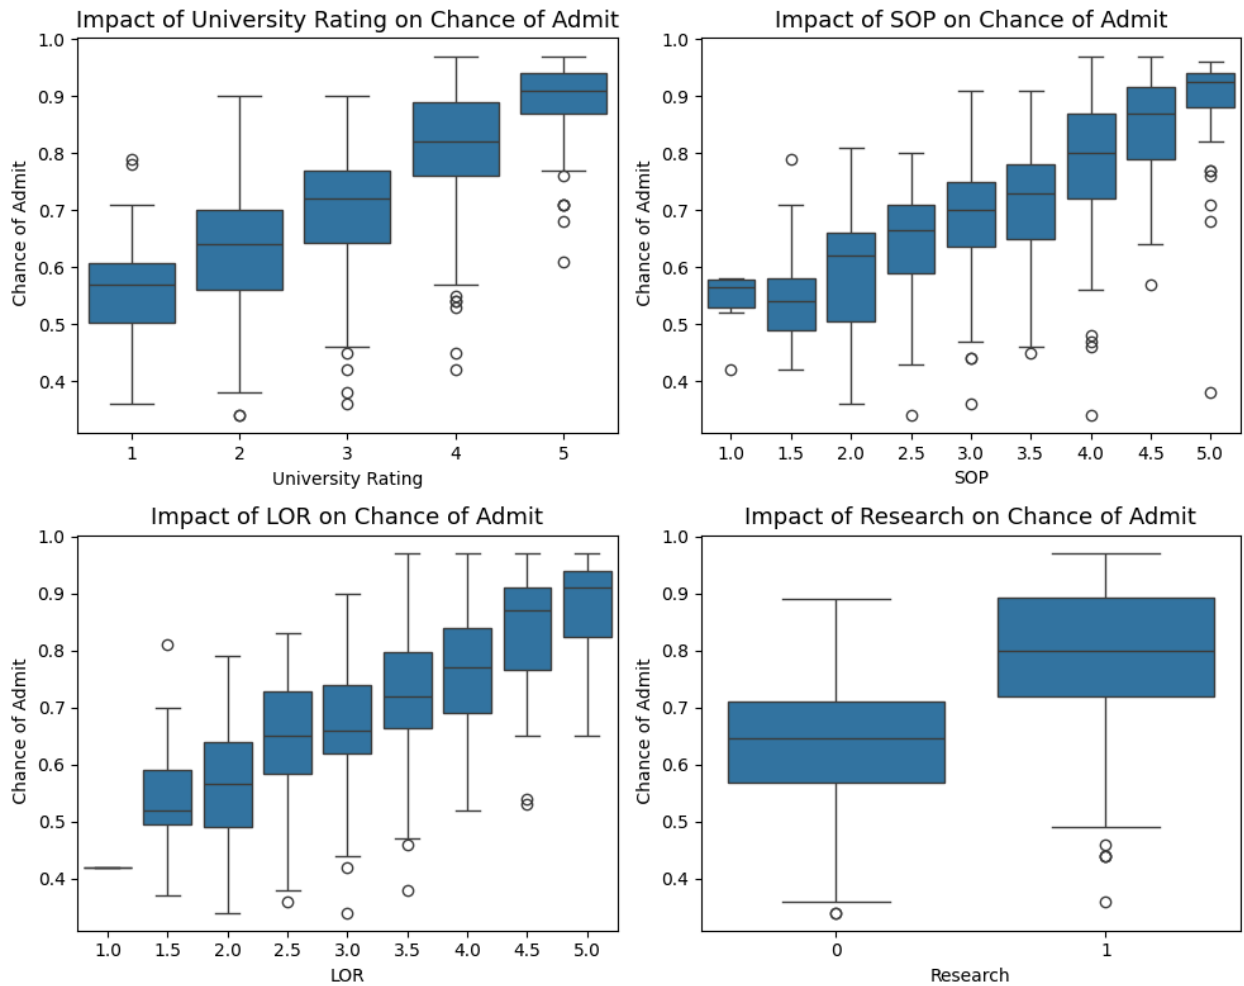 Impact of University Rating on Chance of Admit
Chance of Admit
1.0
0.9
0.8
0.7
0.6
0.5
0.4
1 2 3 4 5
University Rating
Impact of SOP on Chance of Admit
Chance of Admit
1.0
0.9
0.8
0.7
0.6
0.5
0.4
1.0 1.5 2.0 2.5 3.0 3.5 4.0 4.5 5.0
SOP
Impact of LOR on Chance of Admit
Chance of Admit
1.0
0.9
0.8
0.7
0.6
0.5
0.4
1.0 1.5 2.0 2.5 3.0 3.5 4.0 4.5 5.0
LOR
Impact of Research on Chance of Admit
Chance of Admit
1.0
0.9
0.8
0.7
0.6
0.5
0.4
0 1
Research